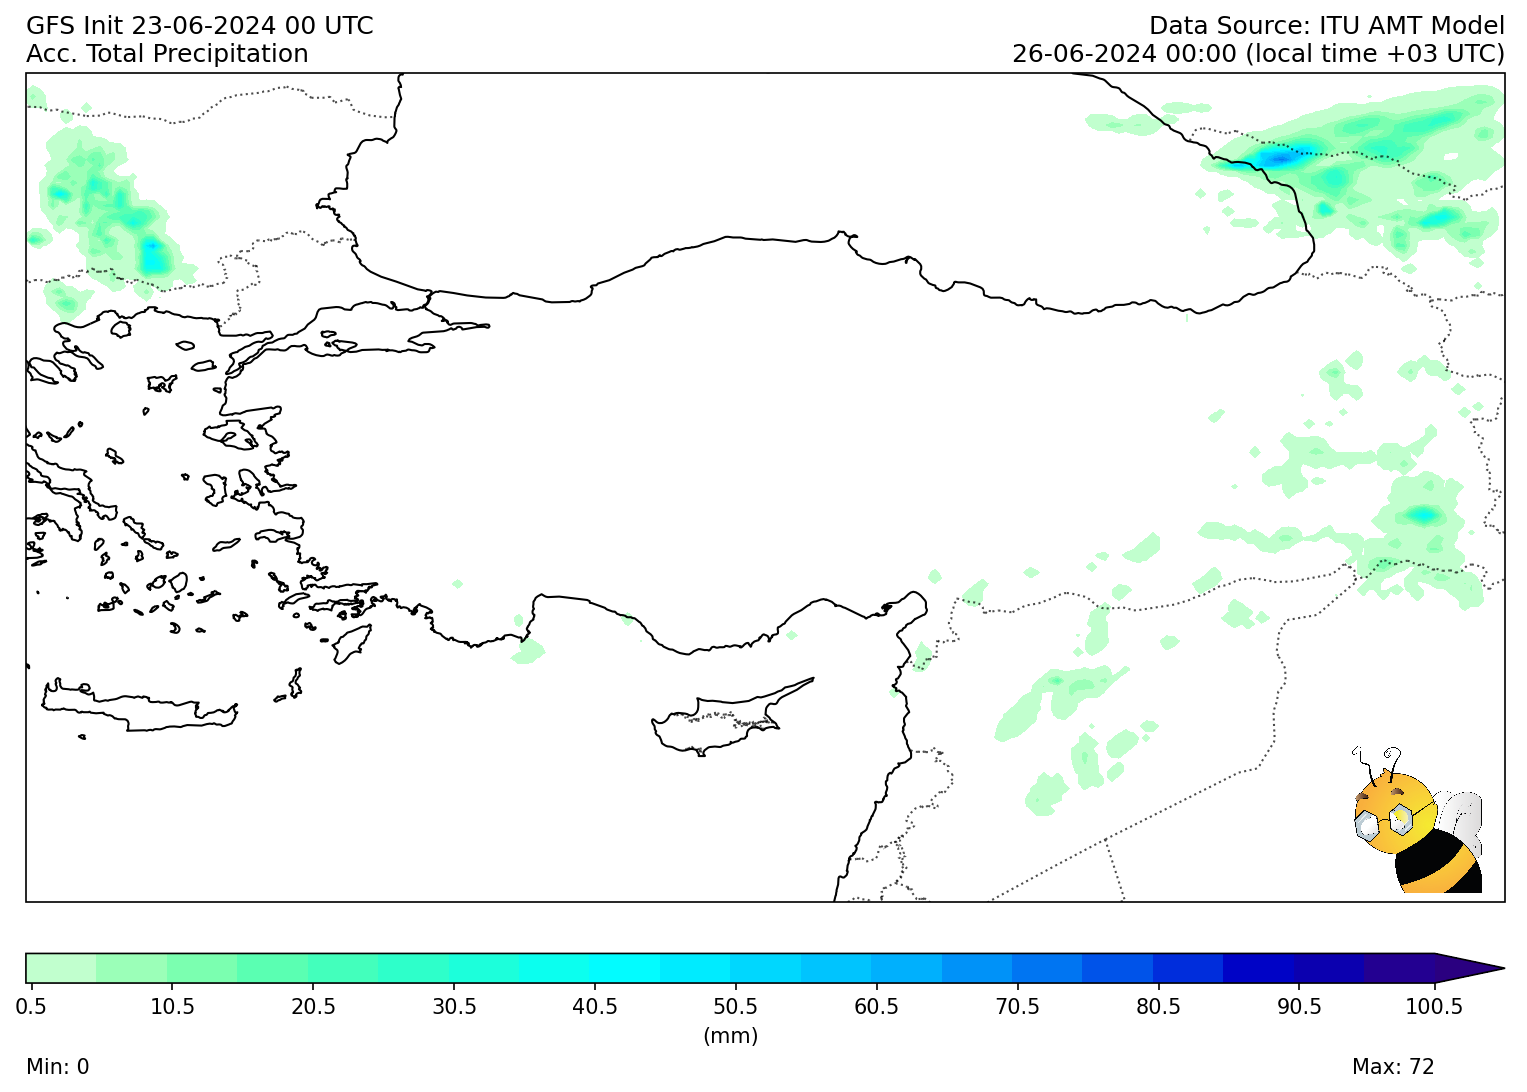 GFS Init 23-06-2024 00 UTC
Data Source: ITU AMT Model
Acc. Total Precipitation
26-06-2024 00:00 (local time +03 UTC)
0.5 10.5 20.5 30.5 40.5 50.5 60.5 70.5 80.5 90.5 100.5
(mm)
Min: 0
Max: 72